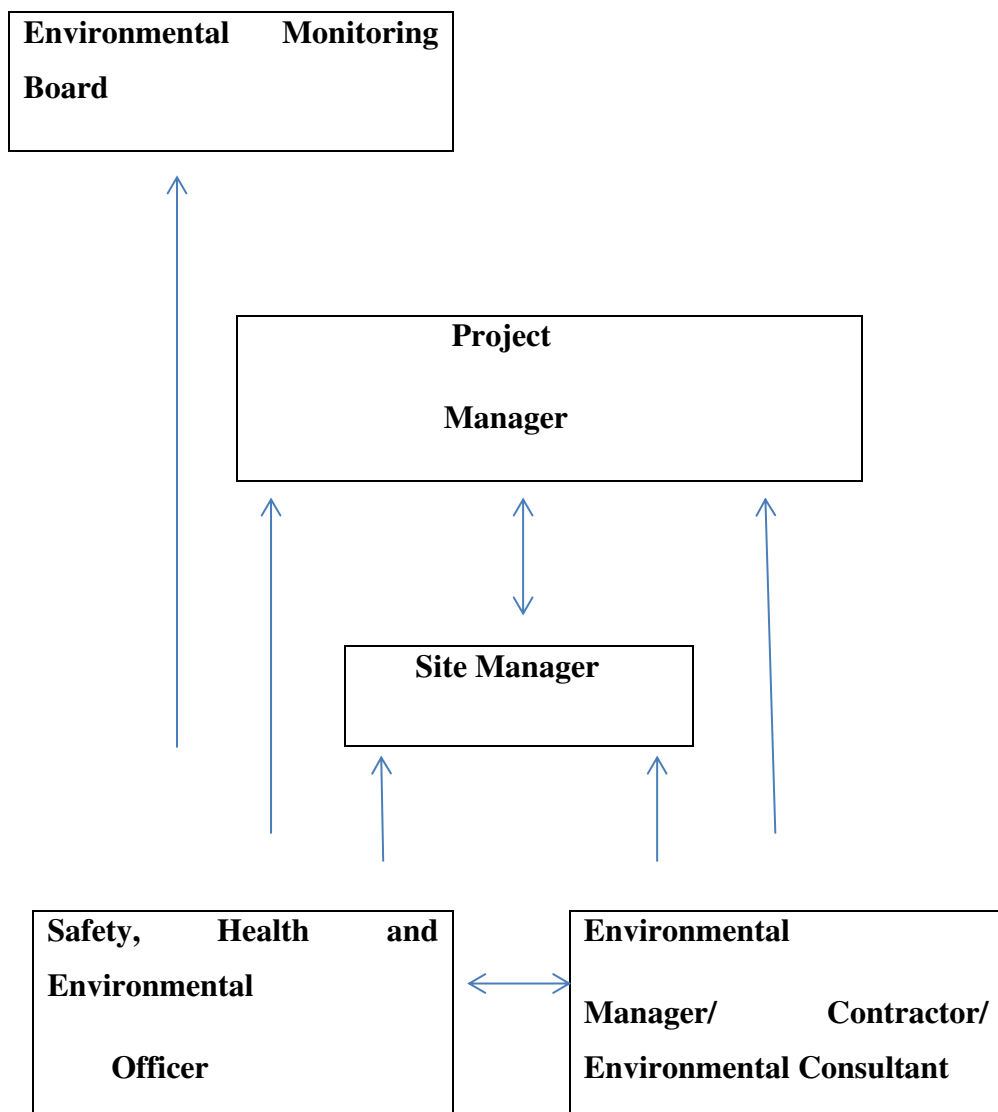 Environmental Monitoring
Board
Project
Manager
Site Manager
Safety, Health and
Environmental
Officer
Environmental
Manager/ Contractor/
Environmental Consultant